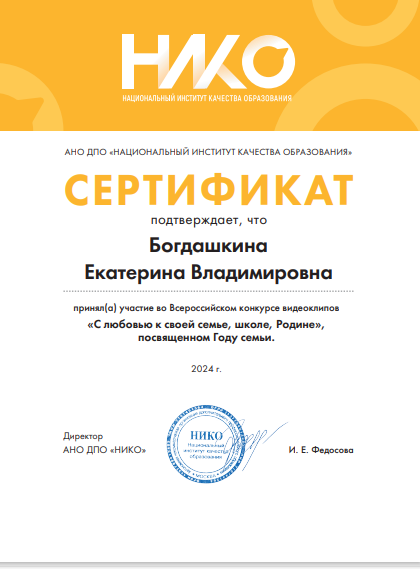 НИКО
НАЦИОНАЛЬНЫЙ ИНСТИТУТ КАЧЕСТВА ОБРАЗОВАНИЯ
АНО ДПО «НАЦИОНАЛЬНЫЙ ИНСТИТУТ КАЧЕСТВА ОБРАЗОВАНИЯ»
СЕРТИФИКАТ
подтверждает, что
Богдашкина
Екатерина Владимировна
принял(а) участие во Всероссийском конкурсе видеоклипов
«С любовью к своей семье, школе, Родине»,
посвященном Году семьи.
2024 г.
НИКО
Национальный
институт качества
образования
Директор
АНО ДПО «НИКО»
И. Е. Федосова